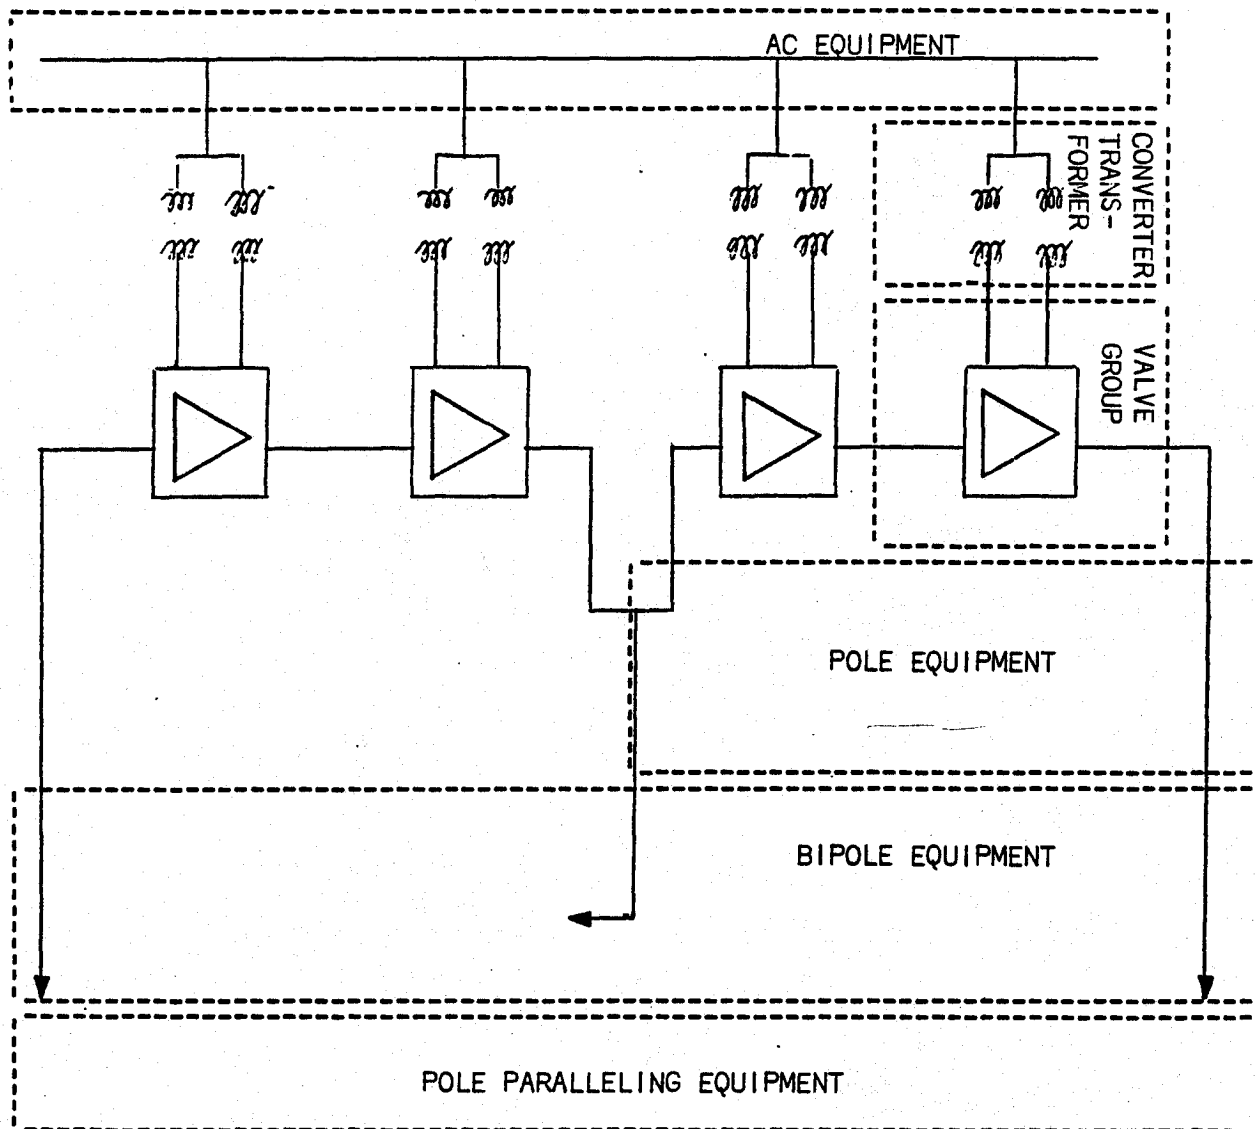 AC EQUIPMENT
CONVERTER
TRANS-
FORMER
VALVE
GROUP
POLE EQUIPMENT
BIPOLE EQUIPMENT
POLE PARALLELING EQUIPMENT